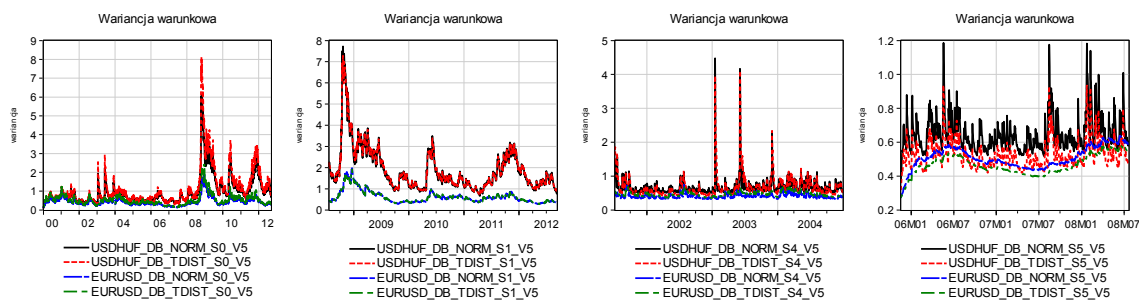 Wariancja warunkowa
9
8
7
6
5
4
3
2
1
0
wariancja
00 02 04 06 08 10 12
USDHUF_DB_NORM_S0_V5
USDHUF_DB_TDIST_S0_V5
EURUSD_DB_NORM_S0_V5
EURUSD_DB_TDIST_S0_V5
Wariancja warunkowa
8
7
6
5
4
3
2
1
0
wariancja
2009 2010 2011 2012
USDHUF_DB_NORM_S1_V5
USDHUF_DB_TDIST_S1_V5
EURUSD_DB_NORM_S1_V5
EURUSD_DB_TDIST_S1_V5
Wariancja warunkowa
5
4
3
2
1
0
wariancja
2002 2003 2004
USDHUF_DB_NORM_S4_V5
USDHUF_DB_TDIST_S4_V5
EURUSD_DB_NORM_S4_V5
EURUSD_DB_TDIST_S4_V5
Wariancja warunkowa
1.2
1.0
0.8
0.6
0.4
0.2
wariancja
06M01 06M07 07M01 07M07 08M01 08M07
USDHUF_DB_NORM_S5_V5
USDHUF_DB_TDIST_S5_V5
EURUSD_DB_NORM_S5_V5
EURUSD_DB_TDIST_S5_V5